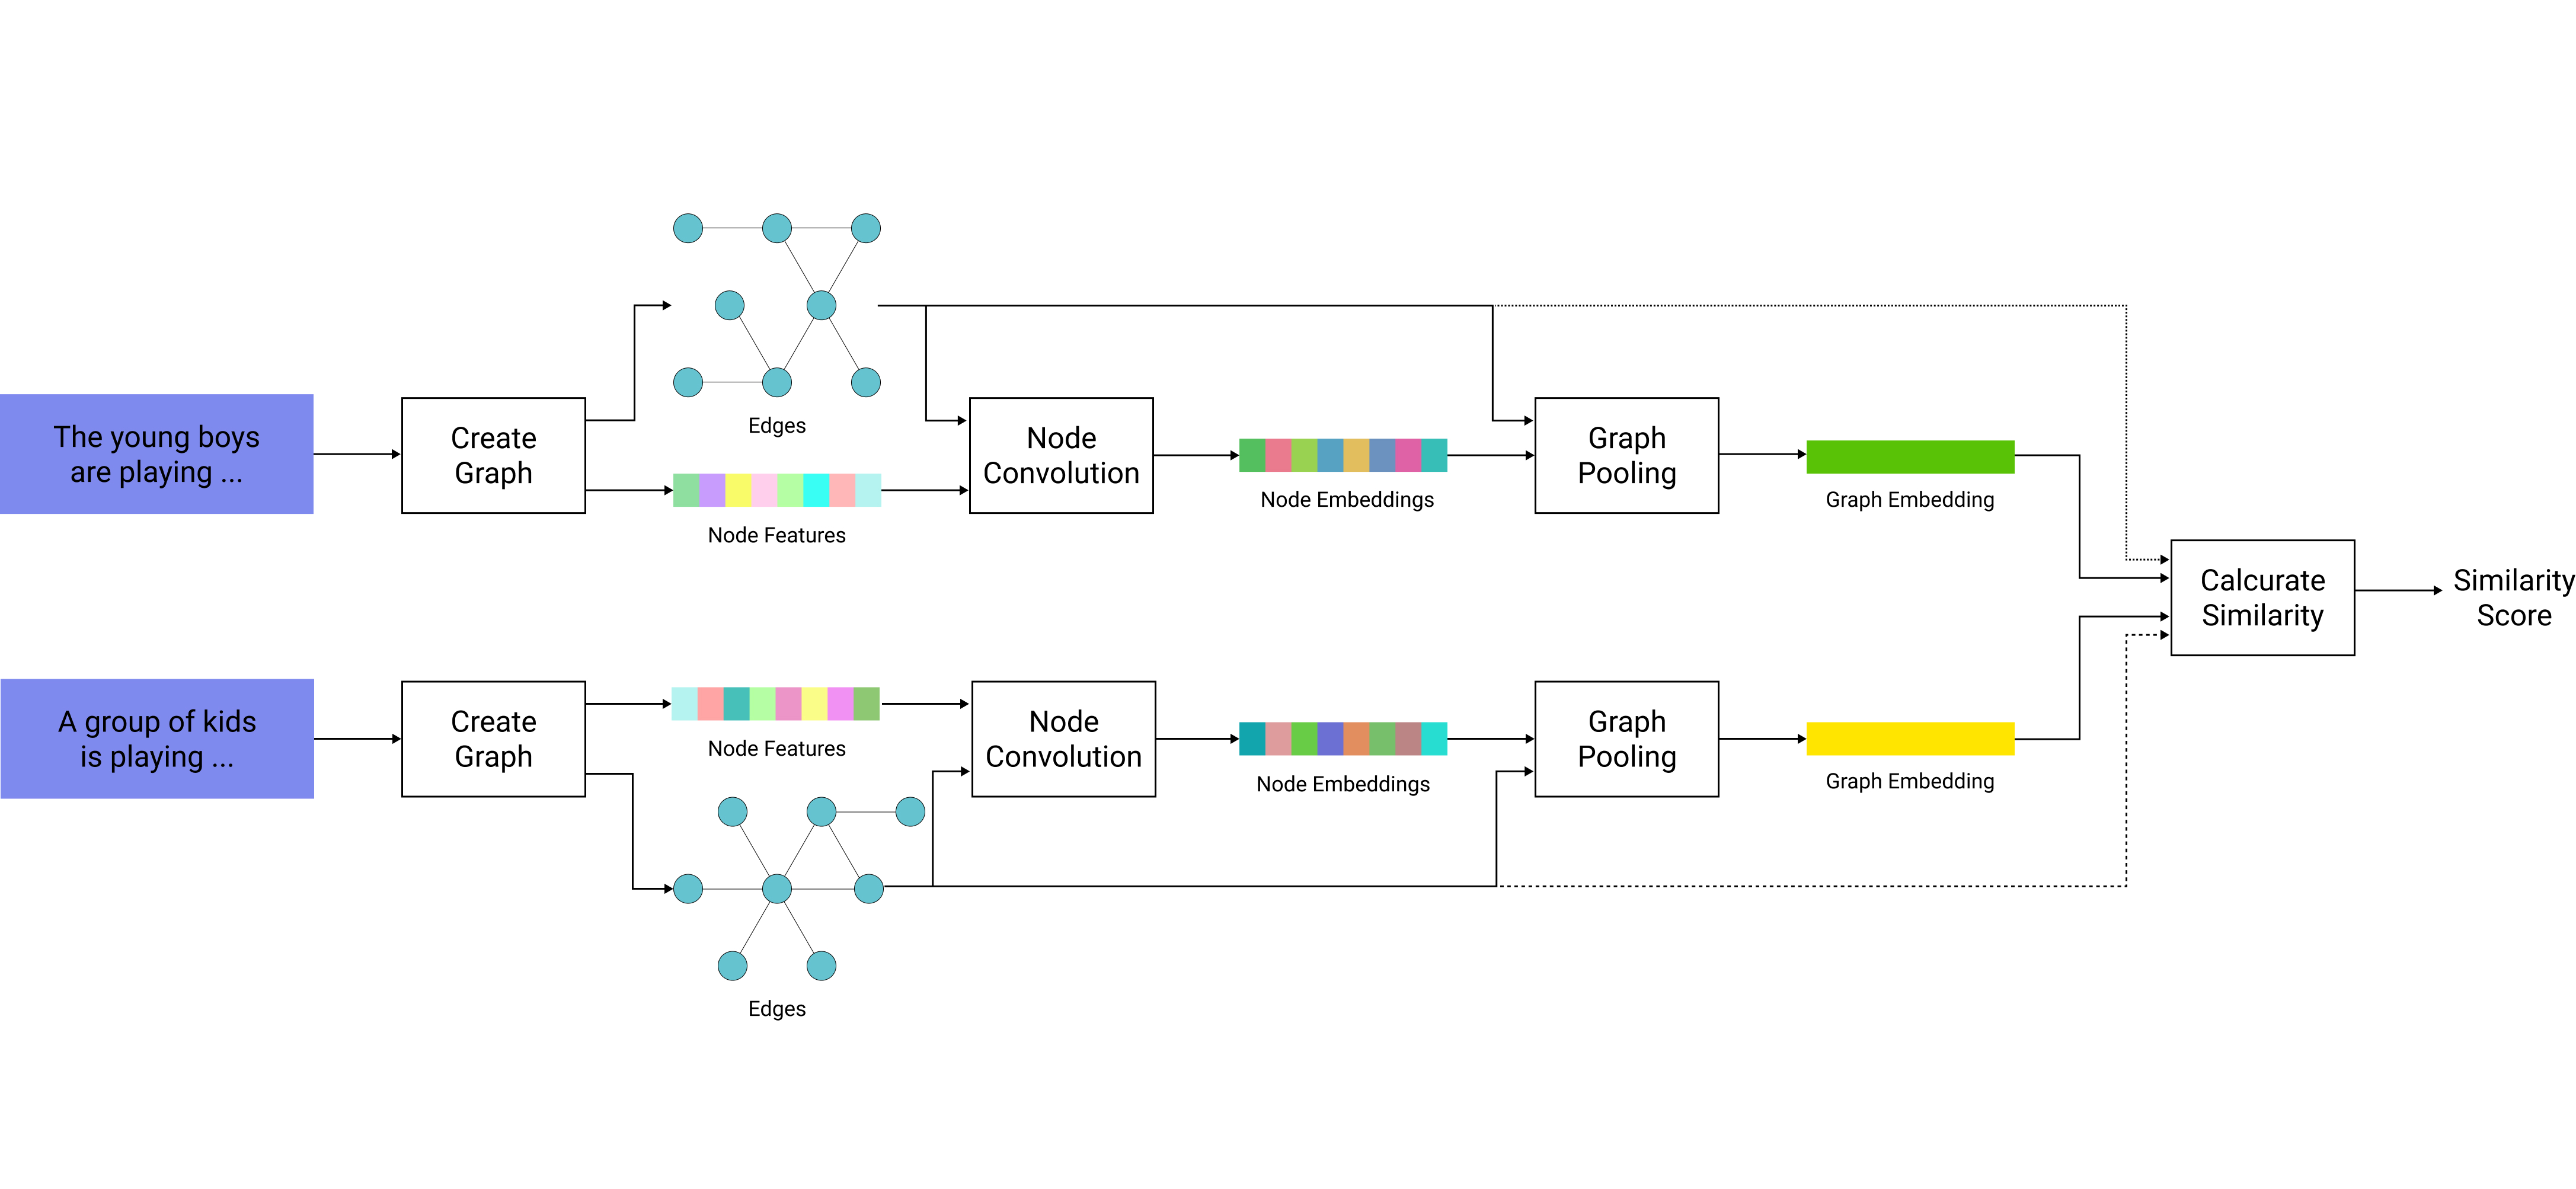 The young boys
are playing ...
Create
Graph
Edges
Node Features
Node
Convolution
Node Embeddings
Graph
Pooling
Graph Embedding
A group of kids
is playing ...
Create
Graph
Node Features
Edges
Node
Convolution
Node Embeddings
Graph
Pooling
Graph Embedding
Calcurate
Similarity
Similarity
Score